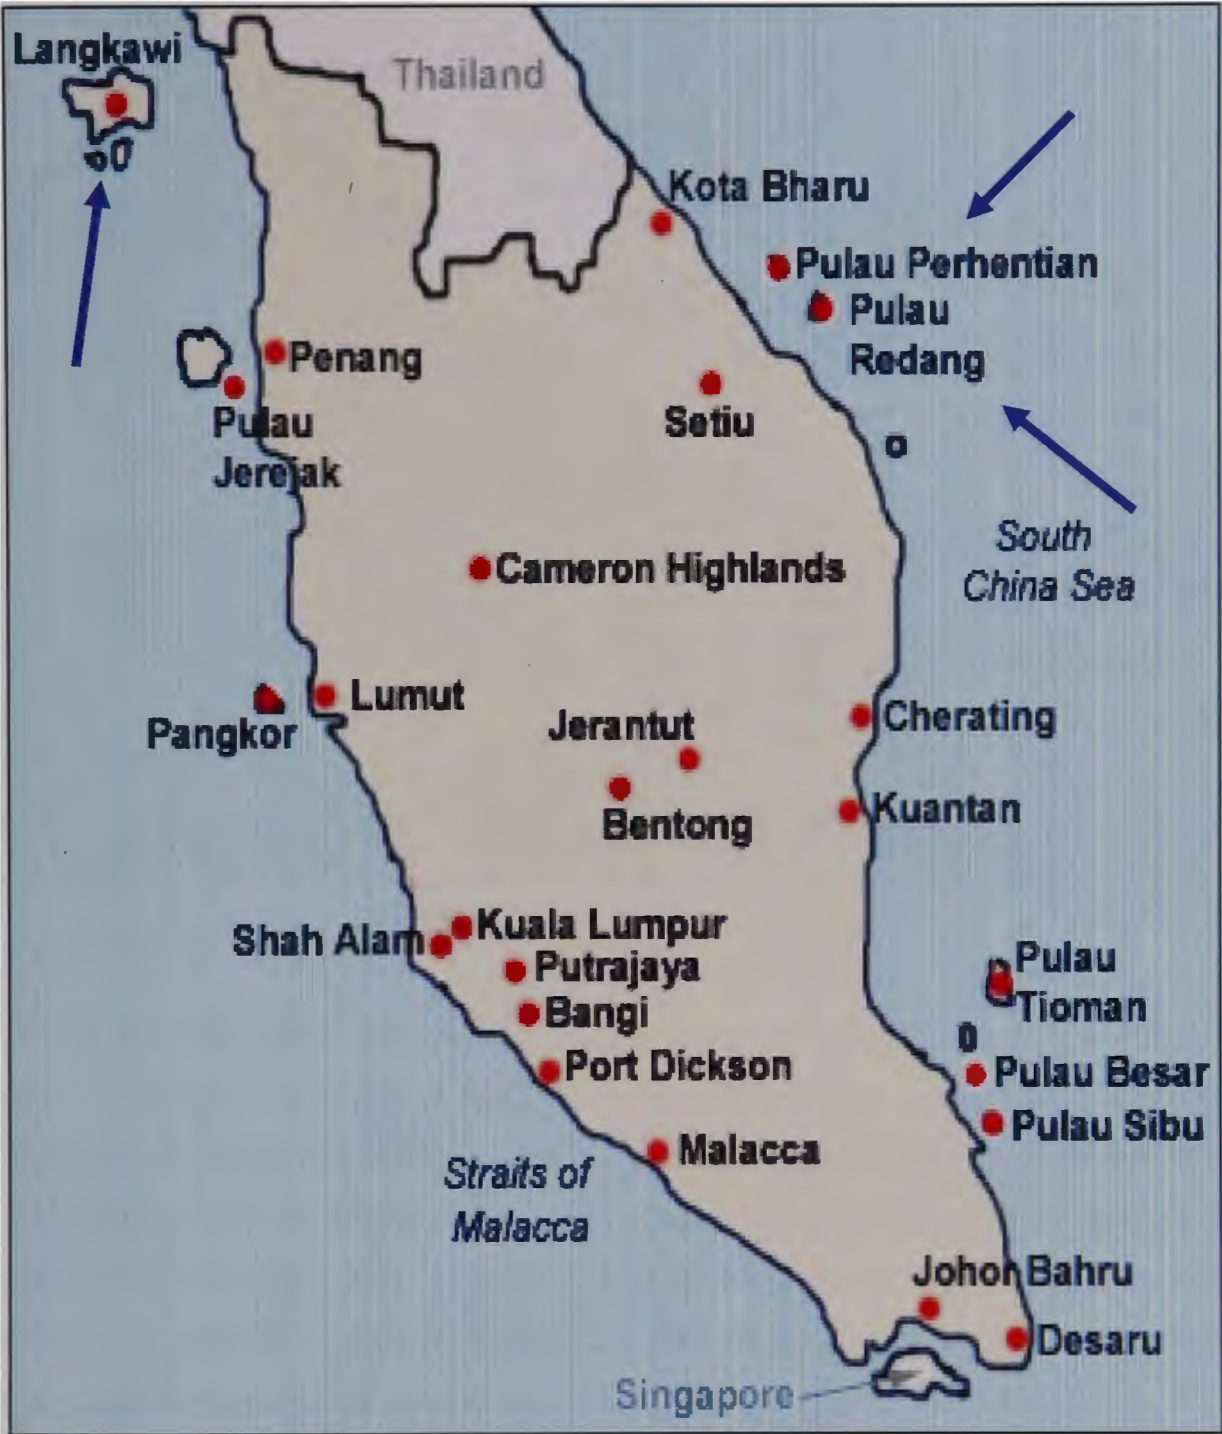 Langkawi
Thailand
Kota Bharu
Pulau Perhentian
Pulau
Redang
Penang
Pulau
Jerejak
Setiu
South
China Sea
Cameron Highlands
Lumut
Pangkor
Jerantut
Cherating
Bentong
Kuantan
Kuala Lumpur
Shah Alam
Putrajaya
Bangi
Pulau
Tioman
Port Dickson
Pulau Besar
Pulau Sibu
Malacca
Straits of
Malacca
Johor Bahru
Desaru
Singapore